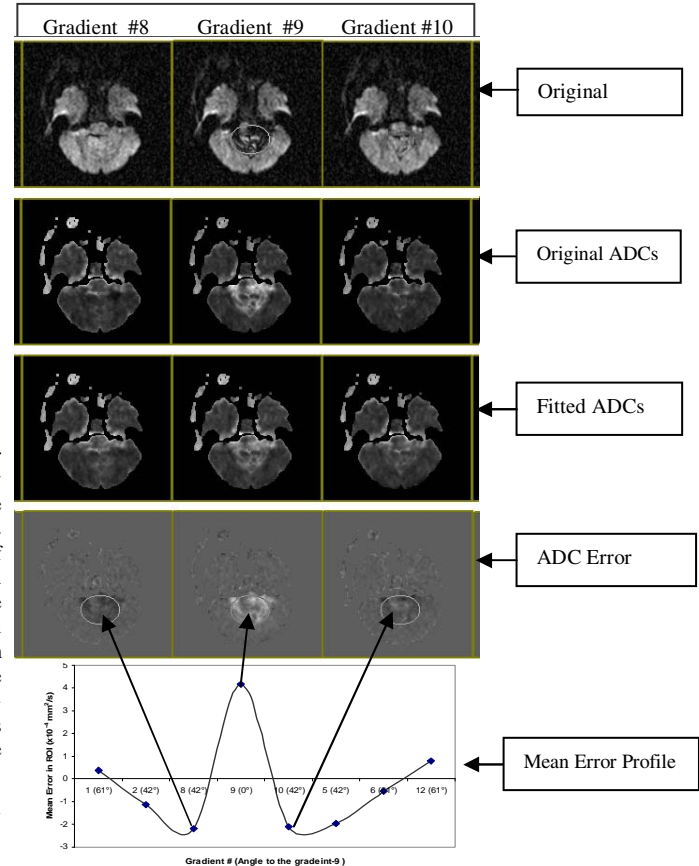 Gradient #8 Gradient #9 Gradient #10
Original
Original ADCs
Fitted ADCs
ADC Error
Mean Error Profile
Mean Error in ROI (x10⁻⁴ mm²/s)
5
4
3
2
1
0
-1
-2
-3
1 (61°) 2 (42°) 8 (42°) 9 (0°) 10 (42°) 5 (42°) 12 (61°)
Gradient # (Angle to the gradeint-9 )